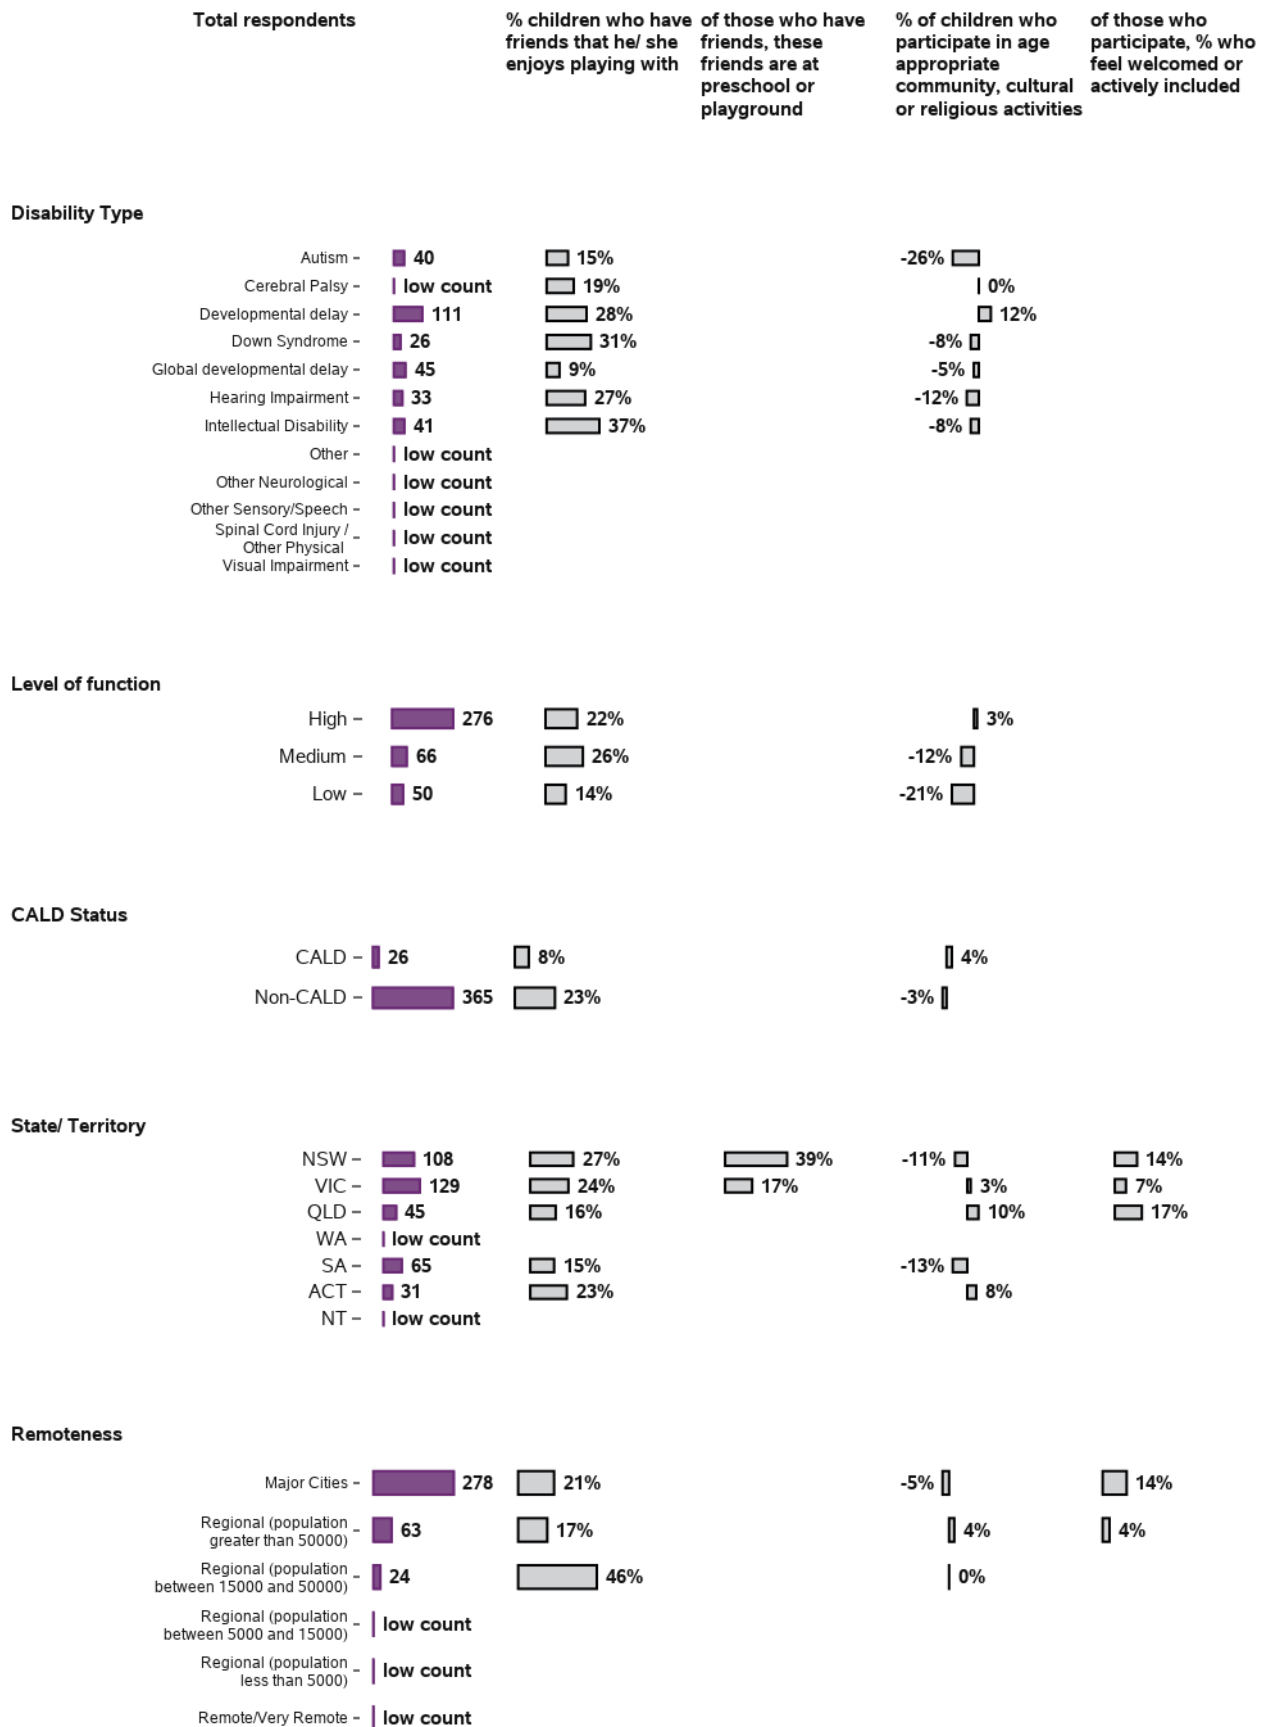 Total respondents
% children who have friends that he/ she enjoys playing with
of those who have friends, these friends are at preschool or playground
% of children who participate in age appropriate community, cultural or religious activities
of those who participate, % who feel welcomed or actively included
Disability Type
Autism 40 15% -26%
Cerebral Palsy low count 19% 0%
Developmental delay 111 28% 12%
Down Syndrome 26 31% -8%
Global developmental delay 45 9% -5%
Hearing Impairment 33 27% -12%
Intellectual Disability 41 37% -8%
Other low count
Other Neurological low count
Other Sensory/Speech low count
Spinal Cord Injury /
Other Physical low count
Visual Impairment low count
Level of function
High 276 22% 3%
Medium 66 26% -12%
Low 50 14% -21%
CALD Status
CALD 26 8% 4%
Non-CALD 365 23% -3%
State/ Territory
NSW 108 27% 39% -11% 14%
VIC 129 24% 17% 3% 7%
QLD 45 16% 10% 17%
WA low count
SA 65 15% -13%
ACT 31 23% 8%
NT low count
Remoteness
Major Cities 278 21% -5% 14%
Regional (population
greater than 50000) 63 17% 4% 4%
Regional (population
between 15000 and 50000) 24 46% 0%
Regional (population
between 5000 and 15000) low count
Regional (population
less than 5000) low count
Remote/Very Remote low count